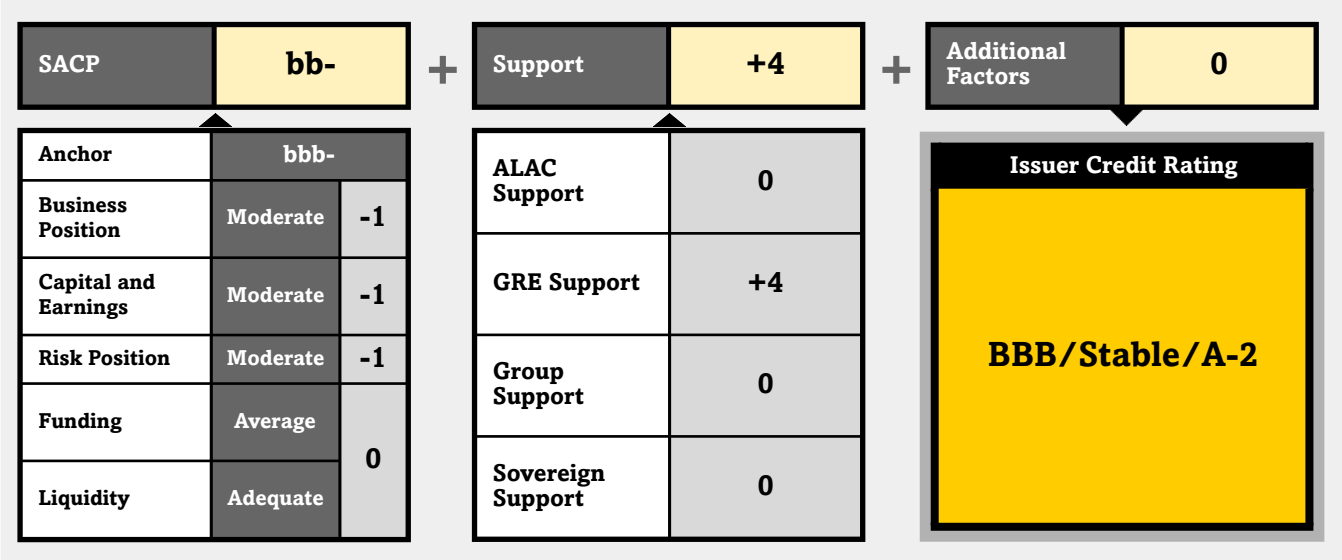 SACP
bb-
+
Support
+4
+
Additional
Factors
0
Anchor
bbb-
Business
Position
Moderate
-1
Capital and
Earnings
Moderate
-1
Risk Position
Moderate
-1
Funding
Average
Liquidity
Adequate
0
ALAC
Support
0
GRE Support
+4
Group
Support
0
Sovereign
Support
0
Issuer Credit Rating
BBB/Stable/A-2